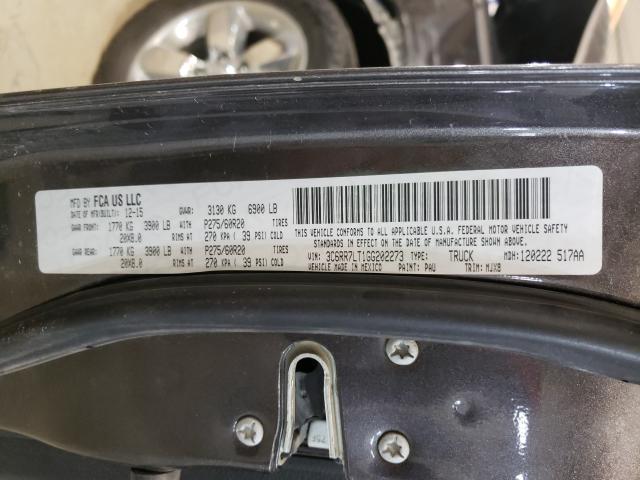 MFD BY FCA US LLC
DATE OF MFR(BUILT): 12-15 GVWR: 3130 KG 6900 LB
GAWR FRONT: 1770 KG 3900 LB WITH P275/60R20 TIRES
20X8.0 RIMS AT 270 KPA ( 39 PSI) COLD
GAWR REAR: 1770 KG 3900 LB WITH P275/60R20 TIRES
20X8.0 RIMS AT 270 KPA ( 39 PSI) COLD
THIS VEHICLE CONFORMS TO ALL APPLICABLE U.S.A. FEDERAL MOTOR VEHICLE SAFETY
STANDARDS IN EFFECT ON THE DATE OF MANUFACTURE SHOWN ABOVE.
VIN: 3C6RR7LT1GG202273 TYPE: TRUCK MDH: 120222 517AA
VEHICLE MADE IN MEXICO PAINT: PAU TRIM: MJX8